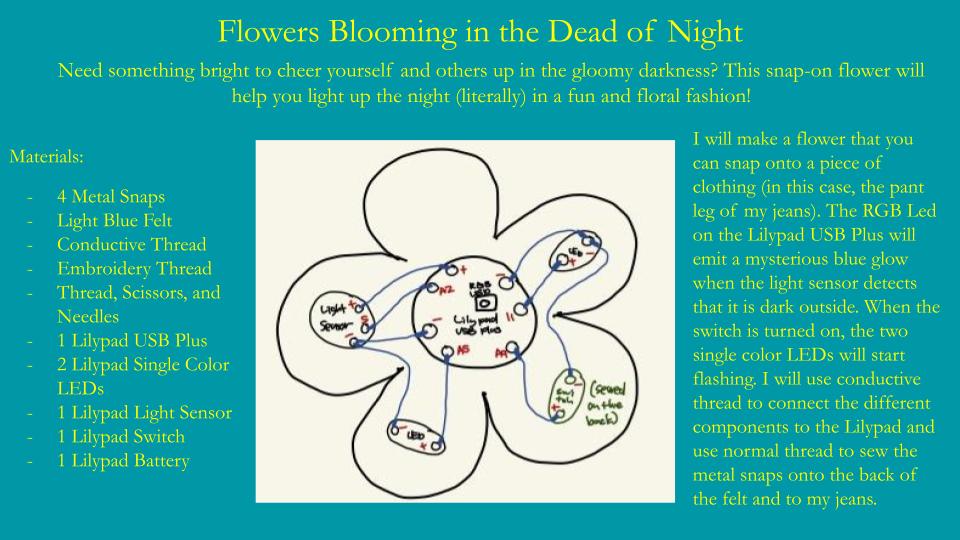 Flowers Blooming in the Dead of Night
Need something bright to cheer yourself and others up in the gloomy darkness? This snap-on flower will
help you light up the night (literally) in a fun and floral fashion!
Materials:
- 4 Metal Snaps
- Light Blue Felt
- Conductive Thread
- Embroidery Thread
- Thread, Scissors, and
Needles
- 1 Lilypad USB Plus
- 2 Lilypad Single Color
LEDs
- 1 Lilypad Light Sensor
- 1 Lilypad Switch
- 1 Lilypad Battery
Light
Sensor
+
S
-
+
A2
-
A5
RGB
LED
Lilypad
USB plus
-
11
A4
LED
+
-
LED
-
+
swi
tch
-
+
(sewed
on the
back)
I will make a flower that you
can snap onto a piece of
clothing (in this case, the pant
leg of my jeans). The RGB Led
on the Lilypad USB Plus will
emit a mysterious blue glow
when the light sensor detects
that it is dark outside. When the
switch is turned on, the two
single color LEDs will start
flashing. I will use conductive
thread to connect the different
components to the Lilypad and
use normal thread to sew the
metal snaps onto the back of
the felt and to my jeans.